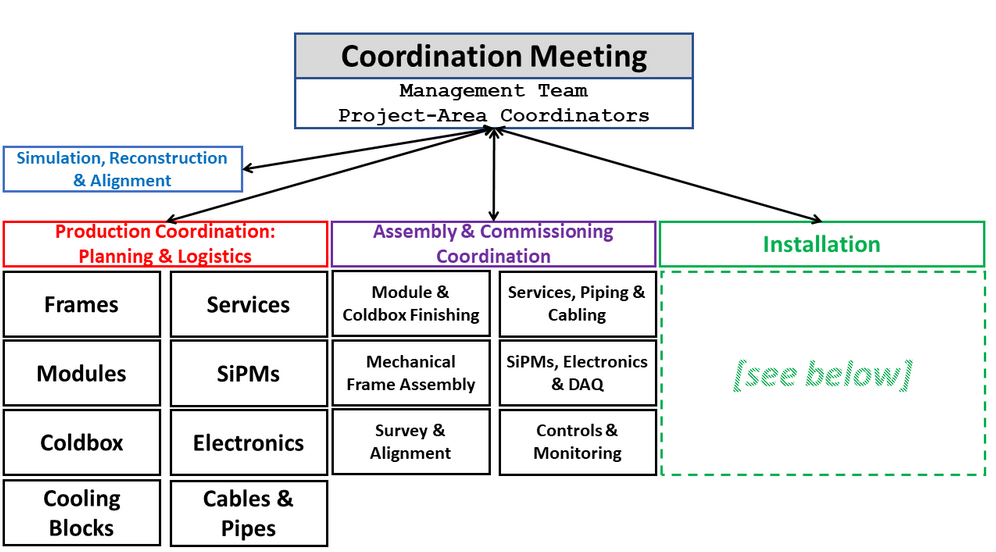 Coordination Meeting
Management Team
Project-Area Coordinators
Simulation, Reconstruction
& Alignment
Production Coordination:
Planning & Logistics
Assembly & Commissioning
Coordination
Installation
Frames
Services
Module &
Coldbox Finishing
Services, Piping &
Cabling
[see below]
Modules
SiPMs
Mechanical
Frame Assembly
SiPMs, Electronics
& DAQ
Coldbox
Electronics
Survey &
Alignment
Controls &
Monitoring
Cooling
Blocks
Cables &
Pipes